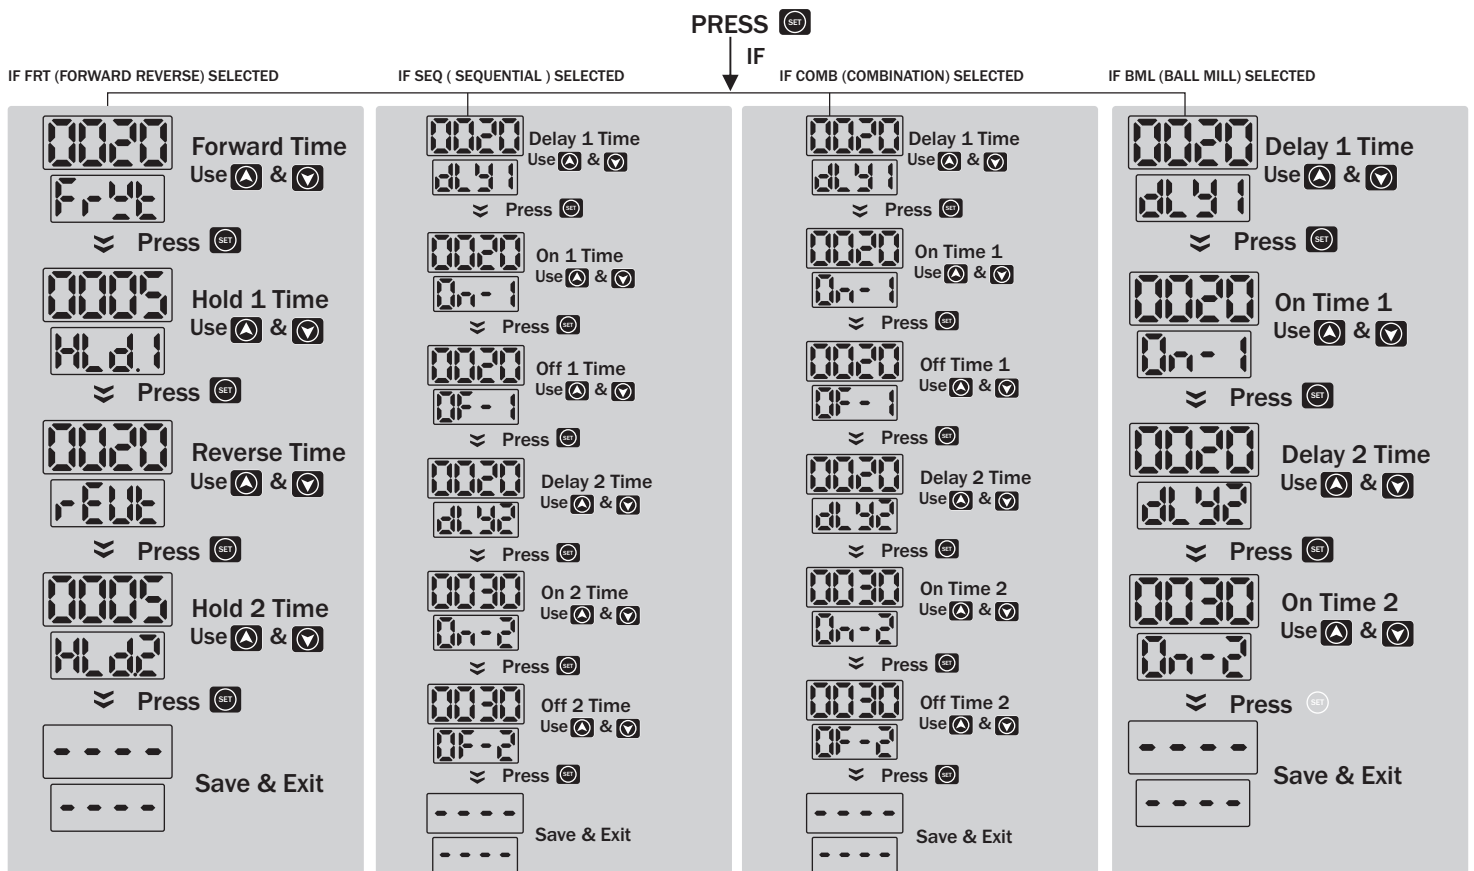 PRESS SET
IF
IF FRT (FORWARD REVERSE) SELECTED
0020
Forward Time
Use & 
FrYt
Press SET
0005
Hold 1 Time
Use &
HLd.1
Press SET
0020
Reverse Time
Use &
rEUt
Press SET
0005
Hold 2 Time
Use &
HLd.2
Press SET
- - - -
Save & Exit
- - - -
IF SEQ ( SEQUENTIAL ) SELECTED
0020
Delay 1 Time
Use &
dLY1
Press SET
0020
On 1 Time
Use &
On-1
Press SET
0020
Off 1 Time
Use &
OF-1
Press SET
0020
Delay 2 Time
Use &
dLY2
Press SET
0030
On 2 Time
Use &
On-2
Press SET
0030
Off 2 Time
Use &
OF-2
Press SET
- - - -
Save & Exit
- - - -
IF COMB (COMBINATION) SELECTED
0020
Delay 1 Time
Use &
dLY1
Press SET
0020
On Time 1
Use &
On-1
Press SET
0020
Off Time 1
Use &
OF-1
Press SET
0020
Delay 2 Time
Use &
dLY2
Press SET
0030
On Time 2
Use &
On-2
Press SET
0030
Off Time 2
Use &
OF-2
Press SET
- - - -
Save & Exit
- - - -
IF BML (BALL MILL) SELECTED
0020
Delay 1 Time
Use &
dLY1
Press SET
0020
On Time 1
Use &
On-1
Press SET
0020
Delay 2 Time
Use &
dLY2
Press SET
0030
On Time 2
Use &
On-2
Press SET
- - - -
Save & Exit
- - - -